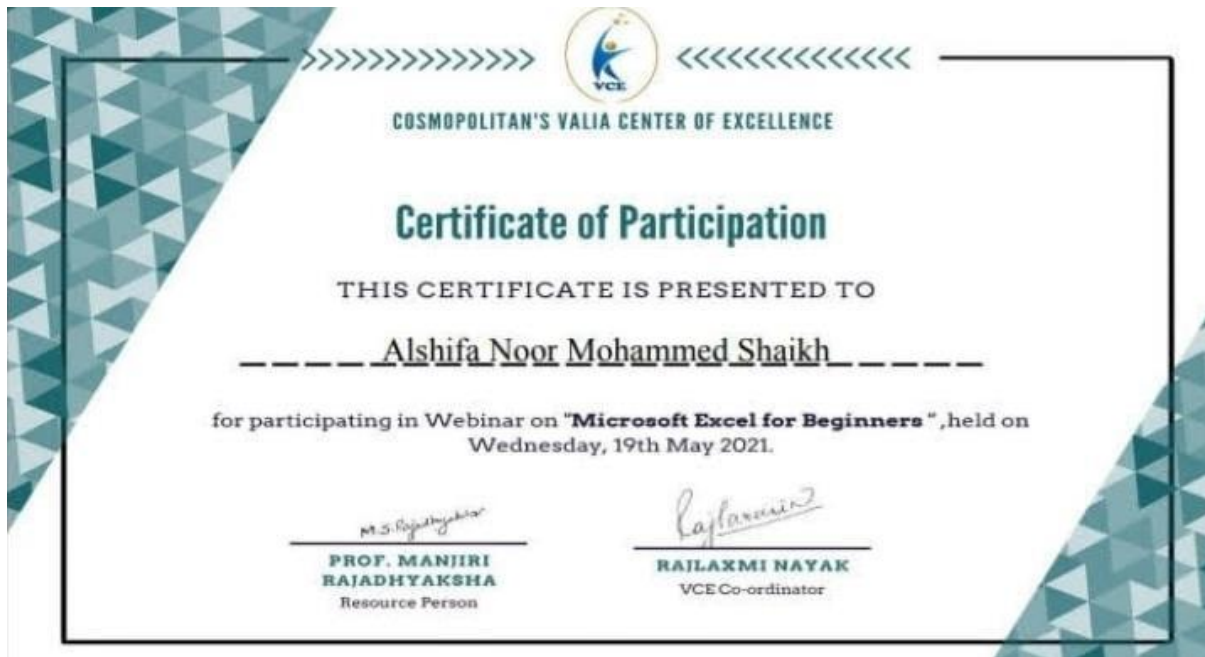 VCE
COSMOPOLITAN'S VALIA CENTER OF EXCELLENCE
Certificate of Participation
THIS CERTIFICATE IS PRESENTED TO
Alshifa Noor Mohammed Shaikh
for participating in Webinar on "Microsoft Excel for Beginners ",held on
Wednesday, 19th May 2021.
M.S. Rajadhyaksha
PROF. MANJIRI
RAJADHYAKSHA
Resource Person
Rajlaxmi
RAJLAXMI NAYAK
VCE Co-ordinator